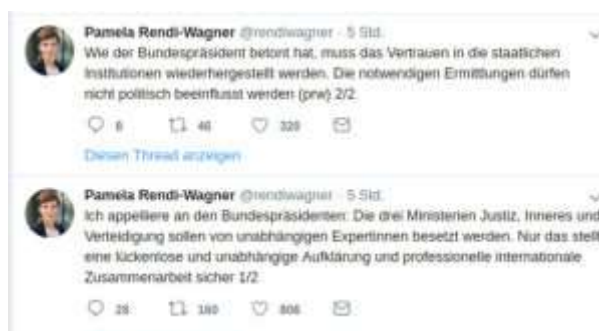 Pamela Rendi-Wagner @rendiwagner · 5 Std.
Wie der Bundespräsident betont hat, muss das Vertrauen in die staatlichen
Institutionen wiederhergestellt werden. Die notwendigen Ermittlungen dürfen
nicht politisch beeinflusst werden (prw) 2/2
6 46 320
Diesen Thread anzeigen
Pamela Rendi-Wagner @rendiwagner · 5 Std.
Ich appelliere an den Bundespräsidenten: Die drei Ministerien Justiz, Inneres und
Verteidigung sollen von unabhängigen ExpertInnen besetzt werden. Nur das stellt
eine lückenlose und unabhängige Aufklärung und professionelle internationale
Zusammenarbeit sicher 1/2
28 180 806